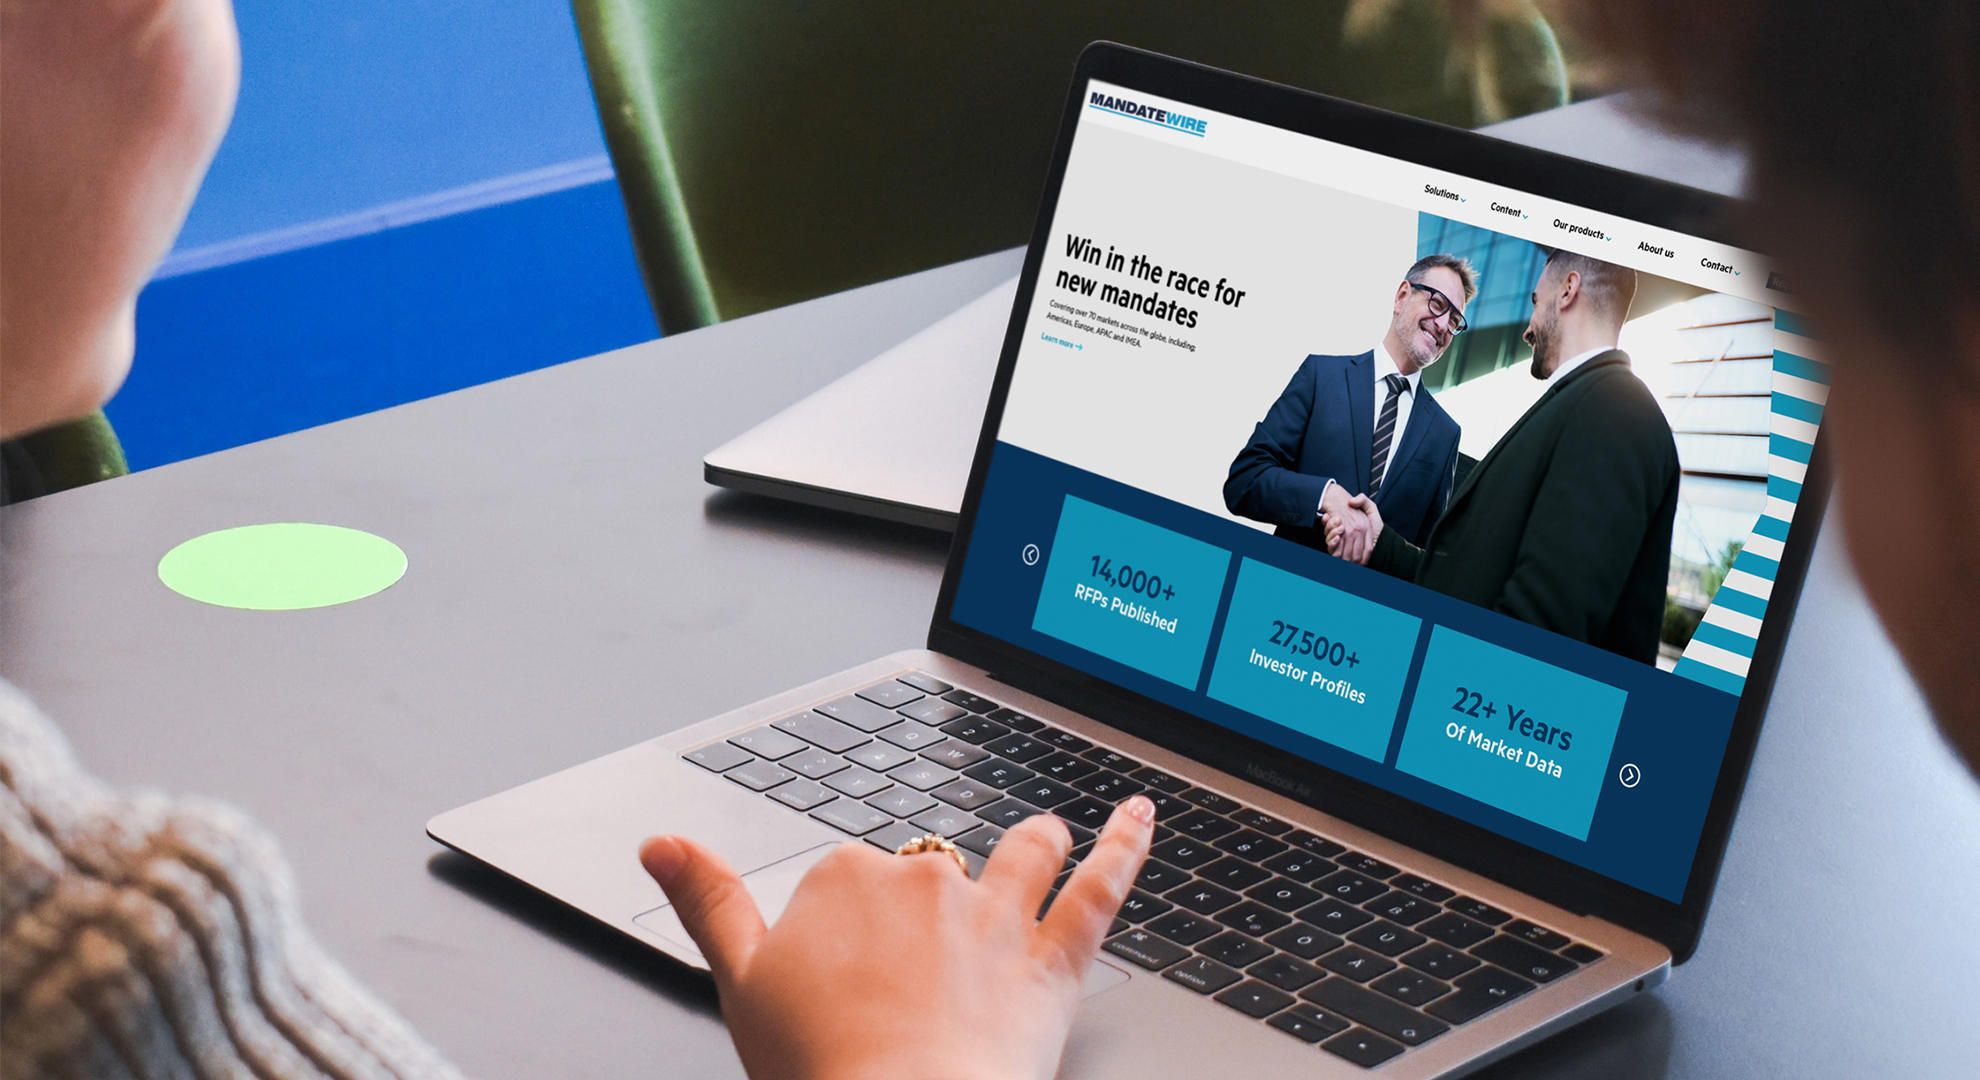 MANDATEWIRE
Solutions
Content
Our products
About us
Contact
Win in the race for
new mandates
Covering over 70 markets across the globe, including;
Americas, Europe, APAC and IMEA.
Learn more
14,000+
RFPs Published
27,500+
Investor Profiles
22+ Years
Of Market Data
MacBook Air
command
option